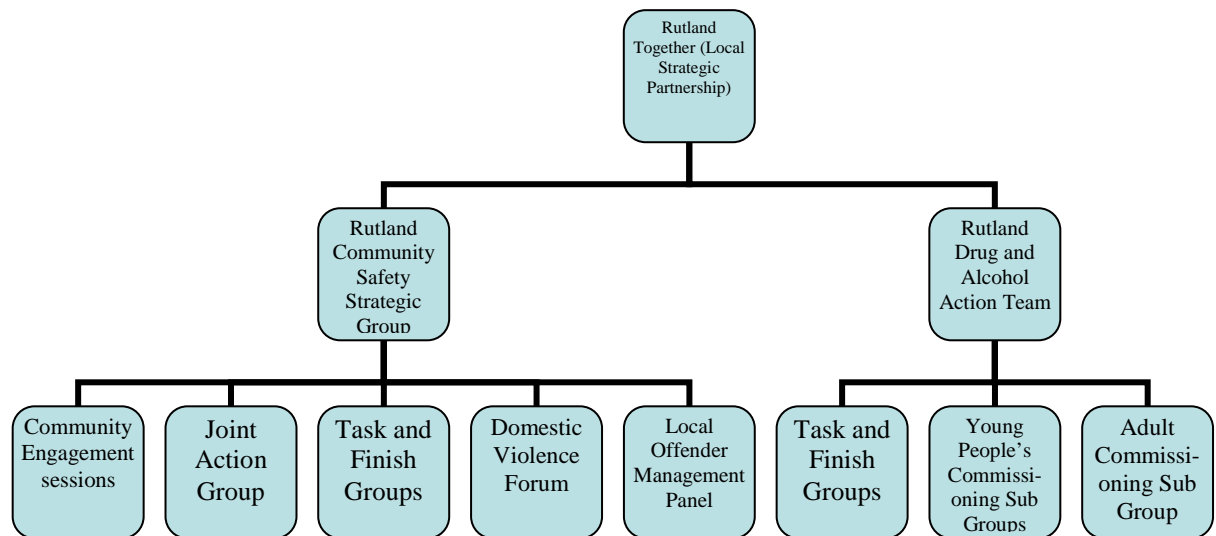 Rutland
Together (Local
Strategic
Partnership)
Rutland
Community
Safety
Strategic
Group
Rutland
Drug and
Alcohol
Action Team
Community
Engagement
sessions
Joint
Action
Group
Task and
Finish
Groups
Domestic
Violence
Forum
Local
Offender
Management
Panel
Task and
Finish
Groups
Young
People’s
Commissi-
oning Sub
Groups
Adult
Commissi-
oning Sub
Group